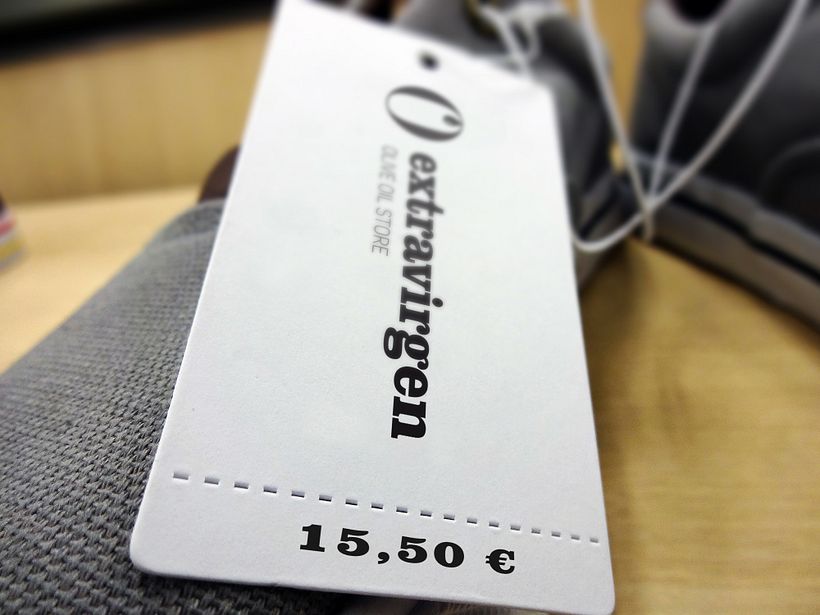 extravirgen
OLIVE OIL STORE
15,50 €